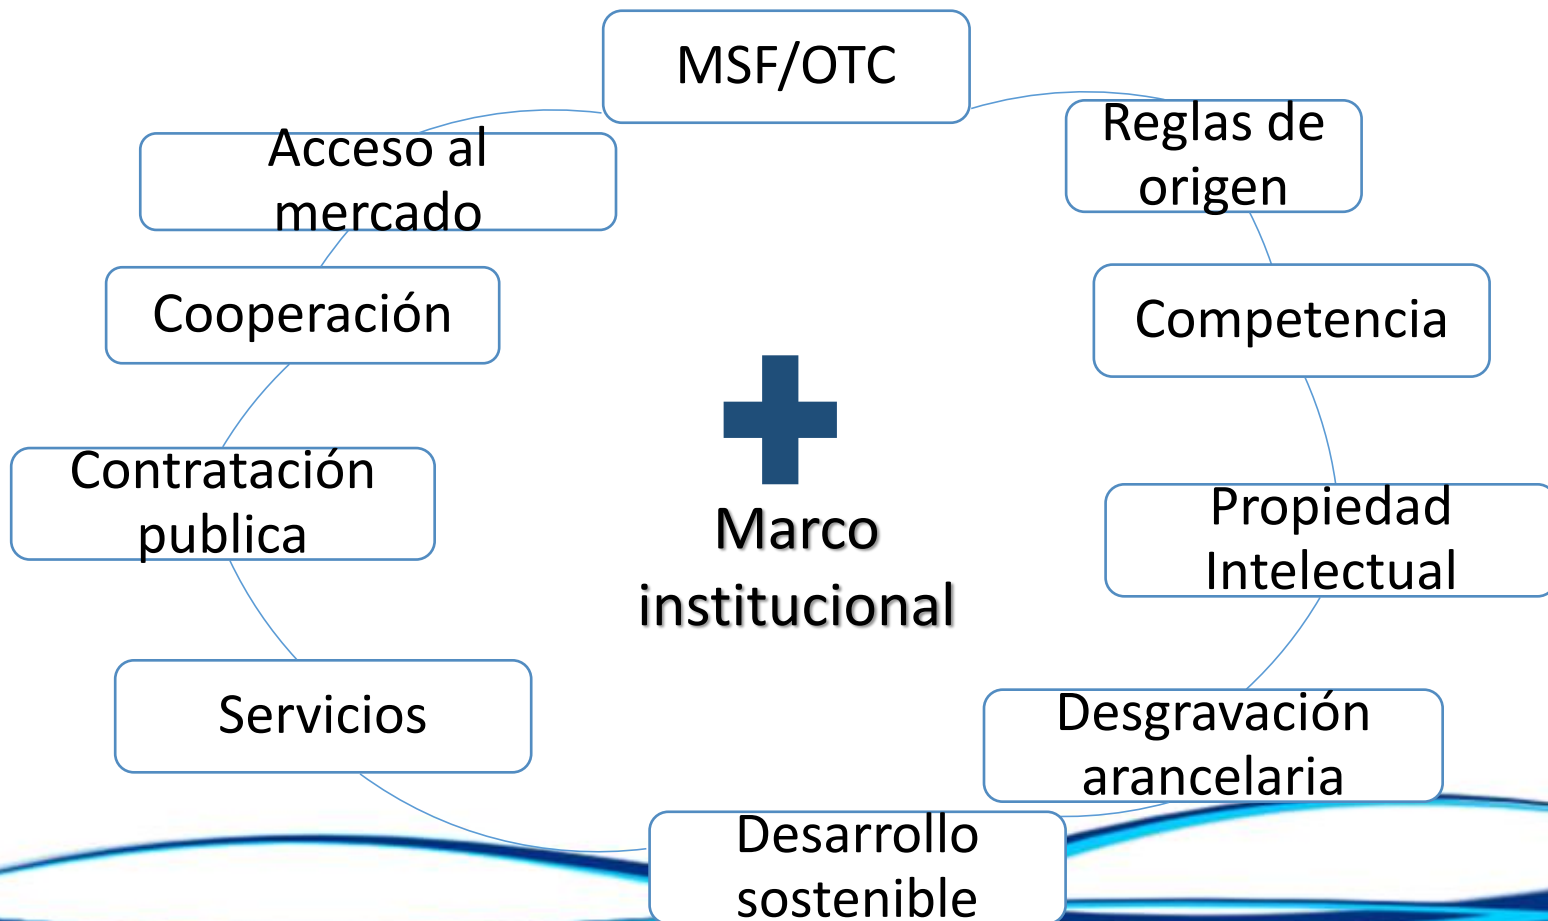 MSF/OTC
Reglas de
origen
Competencia
Propiedad
Intelectual
Desgravación
arancelaria
Desarrollo
sostenible
Servicios
Contratación
publica
Cooperación
Acceso al
mercado
Marco
institucional